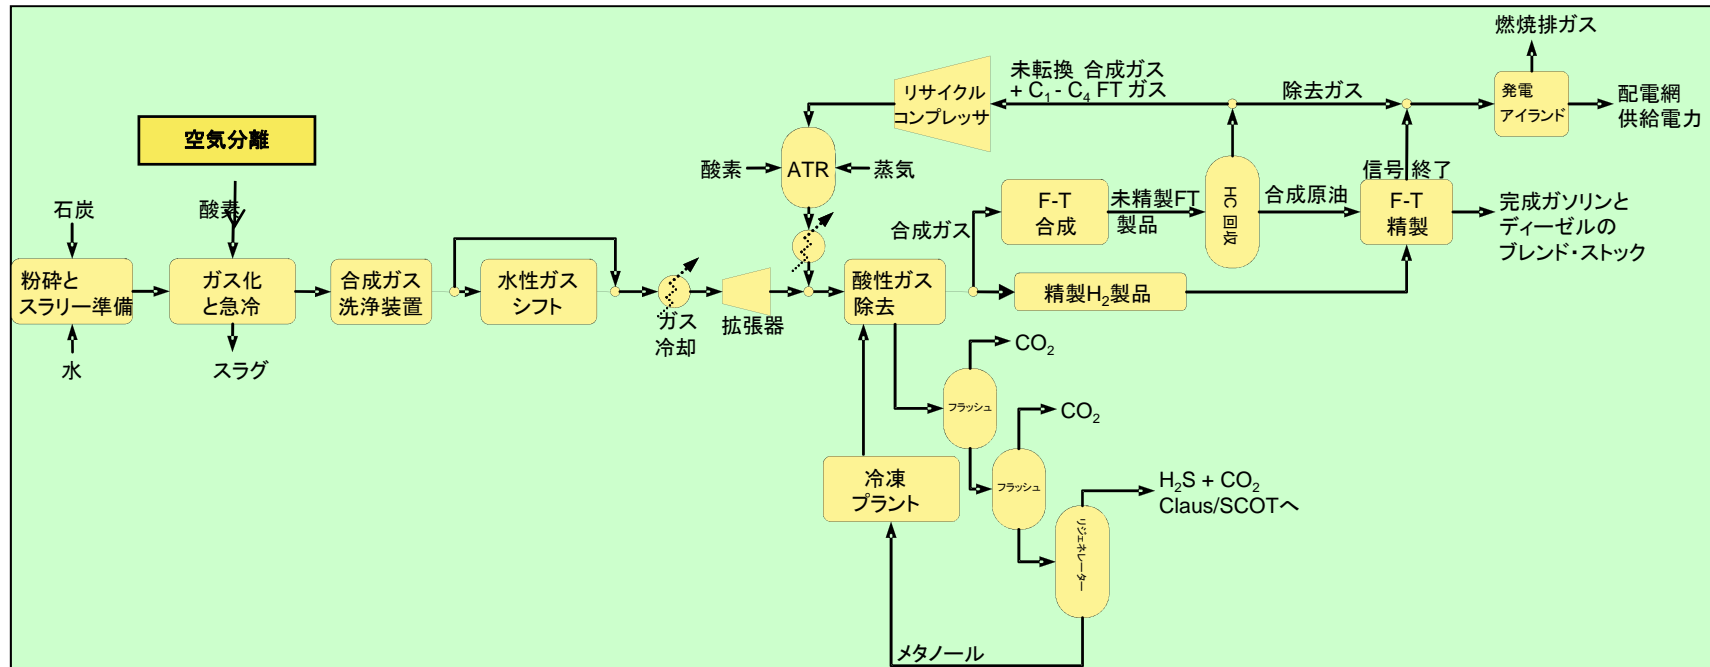 燃焼排ガス
未転換 合成ガス
+ C₁ - C₄ FT ガス
除去ガス
リサイクル
コンプレッサ
発電
アイランド
配電網
供給電力
空気分離
酸素
ATR
蒸気
信号 終了
石炭
酸素
合成ガス
F-T
合成
未精製FT
製品
HC 回収
合成原油
F-T
精製
完成ガソリンと
ディーゼルの
ブレンド・ストック
粉砕と
スラリー準備
ガス化
と急冷
合成ガス
洗浄装置
水性ガス
シフト
ガス
冷却
拡張器
酸性ガス
除去
精製H₂製品
水
スラグ
CO₂
フラッシュ
CO₂
フラッシュ
冷凍
プラント
H₂S + CO₂
Claus/SCOTへ
リジェネレーター
メタノール